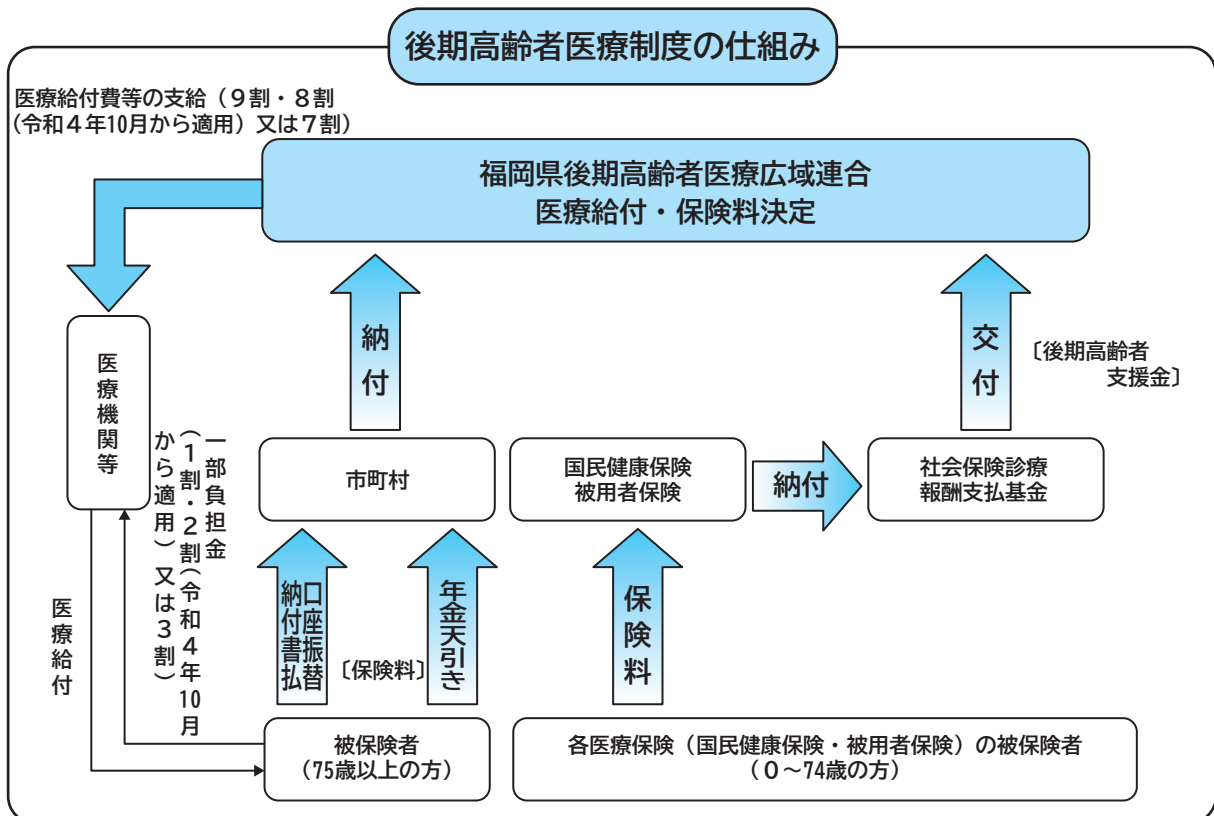 後期高齢者医療制度の仕組み
医療給付費等の支給（９割・８割
（令和４年10月から適用）又は７割）
福岡県後期高齢者医療広域連合
医療給付・保険料決定
納付
交付
〔後期高齢者
支援金〕
医療機関等
一部負担金
（１割・２割（令和４年10月
から適用）又は３割）
市町村
国民健康保険
被用者保険
納付
社会保険診療
報酬支払基金
医療給付
口座振替
納付書払
〔保険料〕
年金天引き
保険料
被保険者
（75歳以上の方）
各医療保険（国民健康保険・被用者保険）の被保険者
（０～74歳の方）